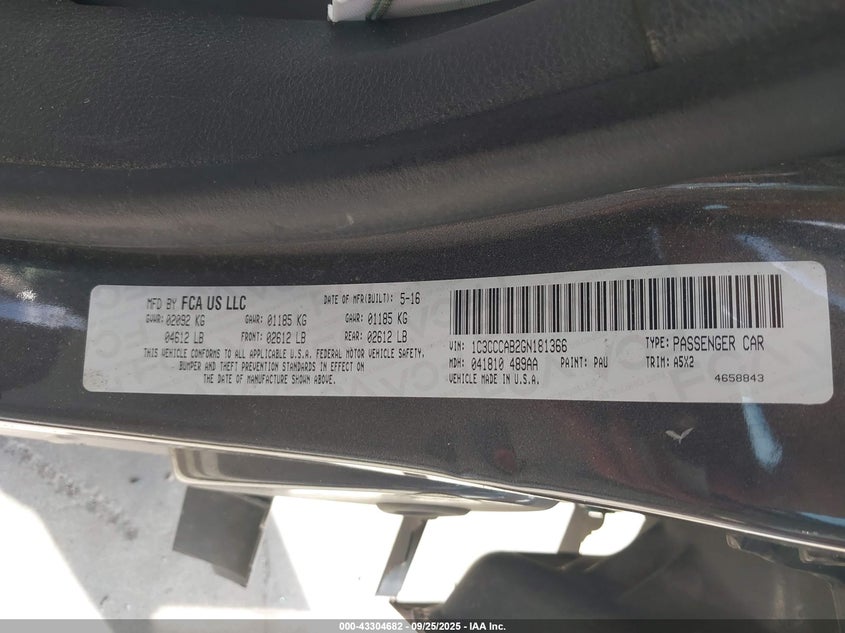 MFD BY FCA US LLC DATE OF MFR(BUILT): 5-16
GVWR: 02092 KG GAWR: 01185 KG GAWR: 01185 KG
04612 LB FRONT: 02612 LB REAR: 02612 LB
THIS VEHICLE CONFORMS TO ALL APPLICABLE U.S.A. FEDERAL MOTOR VEHICLE SAFETY,
BUMPER AND THEFT PREVENTION STANDARDS IN EFFECT ON
THE DATE OF MANUFACTURE SHOWN ABOVE.
VIN: 1C3CCCAB2GN181366 TYPE: PASSENGER CAR
MDH: 041810 489AA PAINT: PAU TRIM: A5X2
VEHICLE MADE IN U.S.A. 4658843
000-43304682 - 09/25/2025 - IAA Inc.